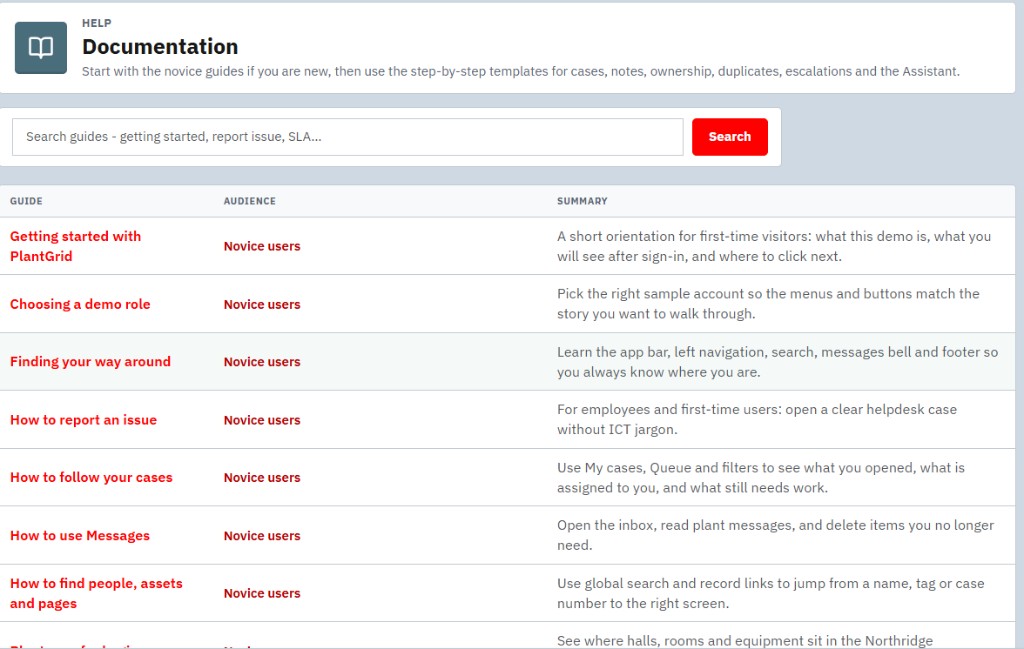 HELP
Documentation
Start with the novice guides if you are new, then use the step-by-step templates for cases, notes, ownership, duplicates, escalations and the Assistant.
Search guides - getting started, report issue, SLA...
Search
GUIDE AUDIENCE SUMMARY
Getting started with
PlantGrid
Novice users
A short orientation for first-time visitors: what this demo is, what you
will see after sign-in, and where to click next.
Choosing a demo role
Novice users
Pick the right sample account so the menus and buttons match the
story you want to walk through.
Finding your way around
Novice users
Learn the app bar, left navigation, search, messages bell and footer so
you always know where you are.
How to report an issue
Novice users
For employees and first-time users: open a clear helpdesk case
without ICT jargon.
How to follow your cases
Novice users
Use My cases, Queue and filters to see what you opened, what is
assigned to you, and what still needs work.
How to use Messages
Novice users
Open the inbox, read plant messages, and delete items you no longer
need.
How to find people, assets
and pages
Novice users
Use global search and record links to jump from a name, tag or case
number to the right screen.
See where halls, rooms and equipment sit in the Northridge